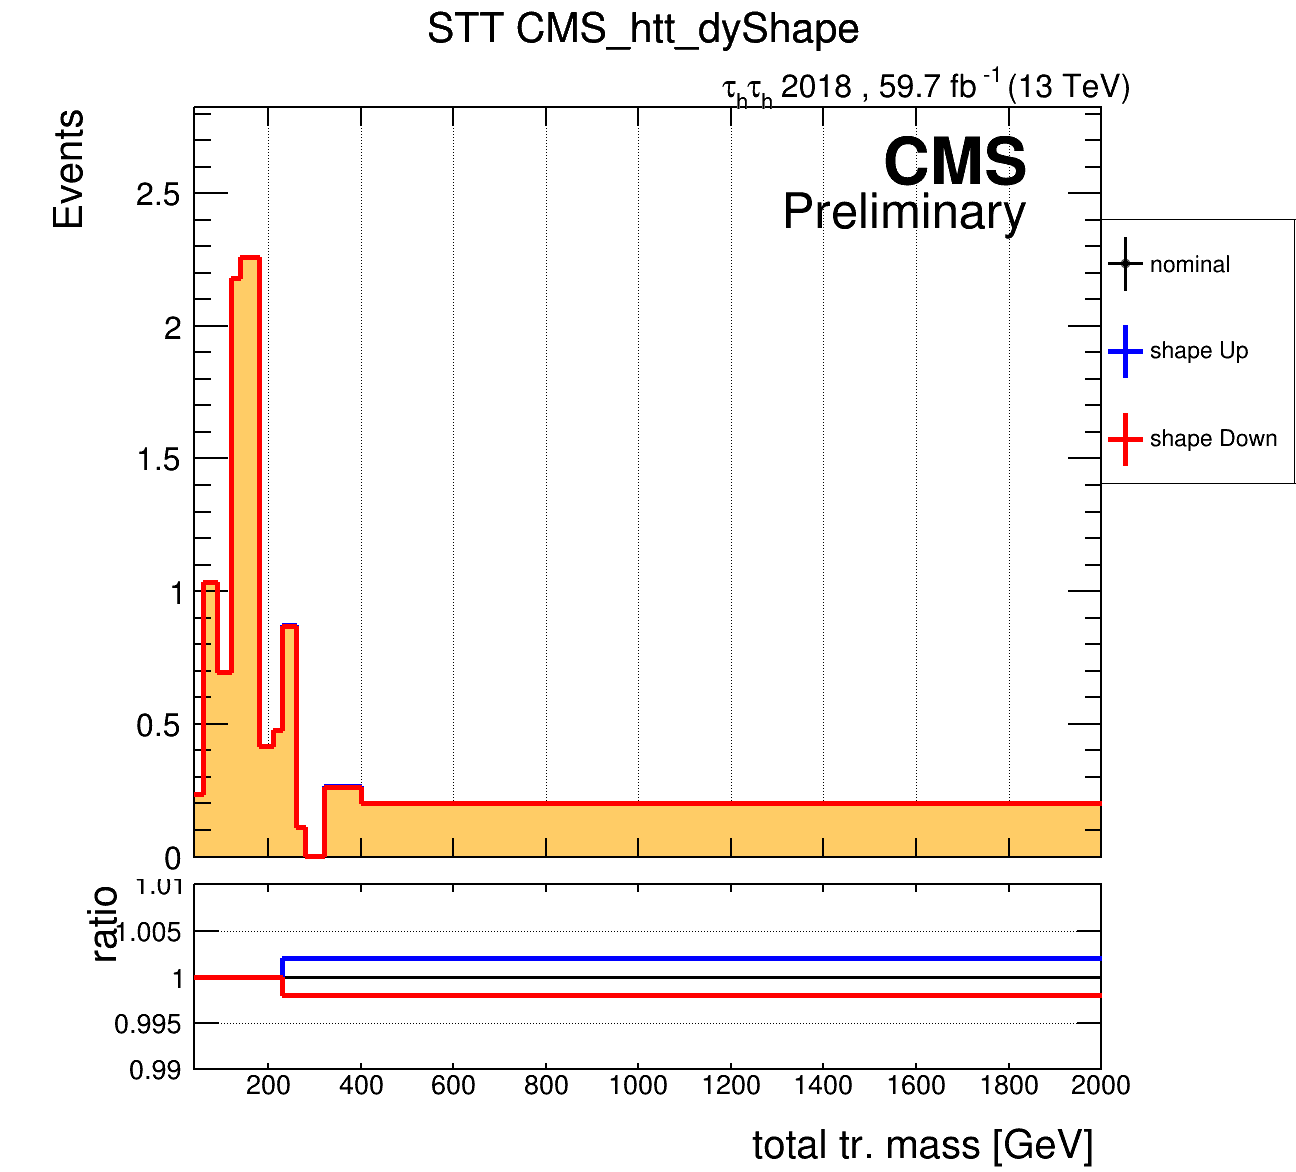 STT CMS_htt_dyShape
τhτh 2018 , 59.7 fb-1 (13 TeV)
Events
CMS
Preliminary
2.5
2
1.5
1
0.5
0
nominal
shape Up
shape Down
ratio
1.01
1.005
1
0.995
0.99
200 400 600 800 1000 1200 1400 1600 1800 2000
total tr. mass [GeV]